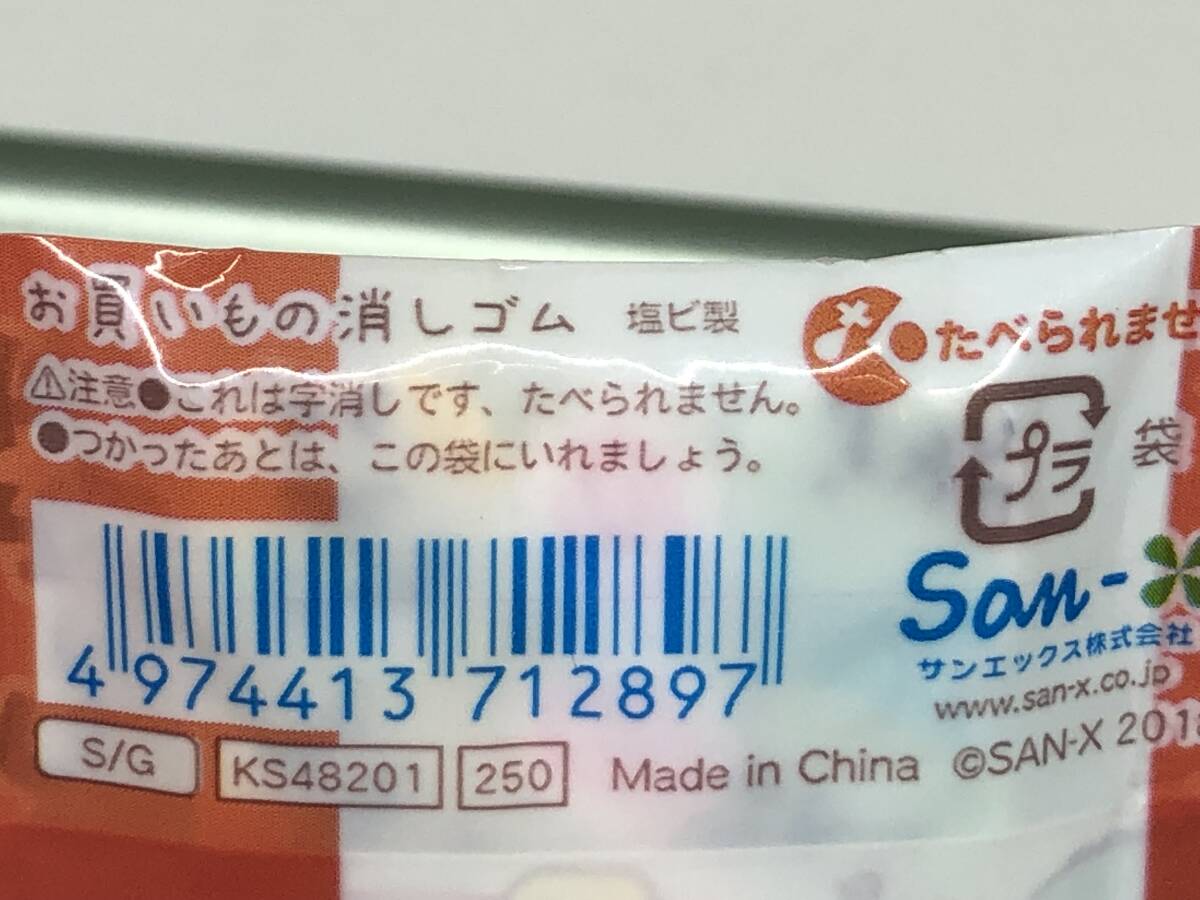 お買いもの消しゴム 塩ビ製
たべられませ
⚠注意●これは字消しです、たべられません。
●つかったあとは、この袋にいれましょう。
プラ 袋
4 974413 712897
San-
サンエックス株式会社
www.san-x.co.jp
S/G KS48201 250 Made in China ©SAN-X 201